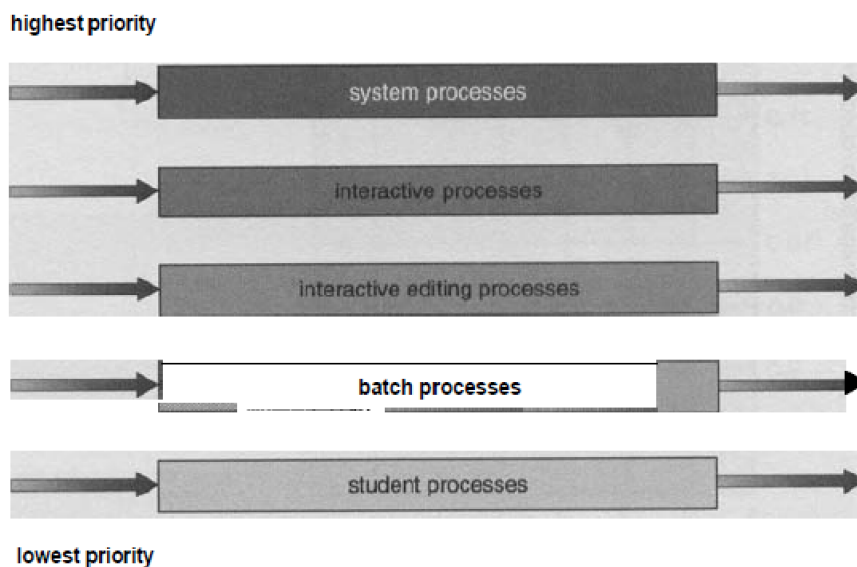 highest priority
system processes
interactive processes
interactive editing processes
batch processes
student processes
lowest priority